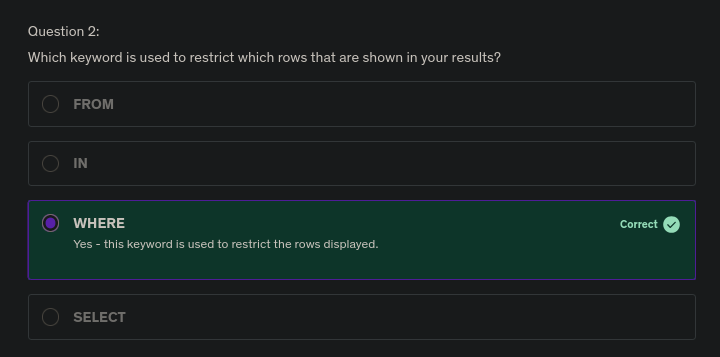 Question 2:
Which keyword is used to restrict which rows that are shown in your results?
FROM
IN
WHERE
Correct
Yes - this keyword is used to restrict the rows displayed.
SELECT